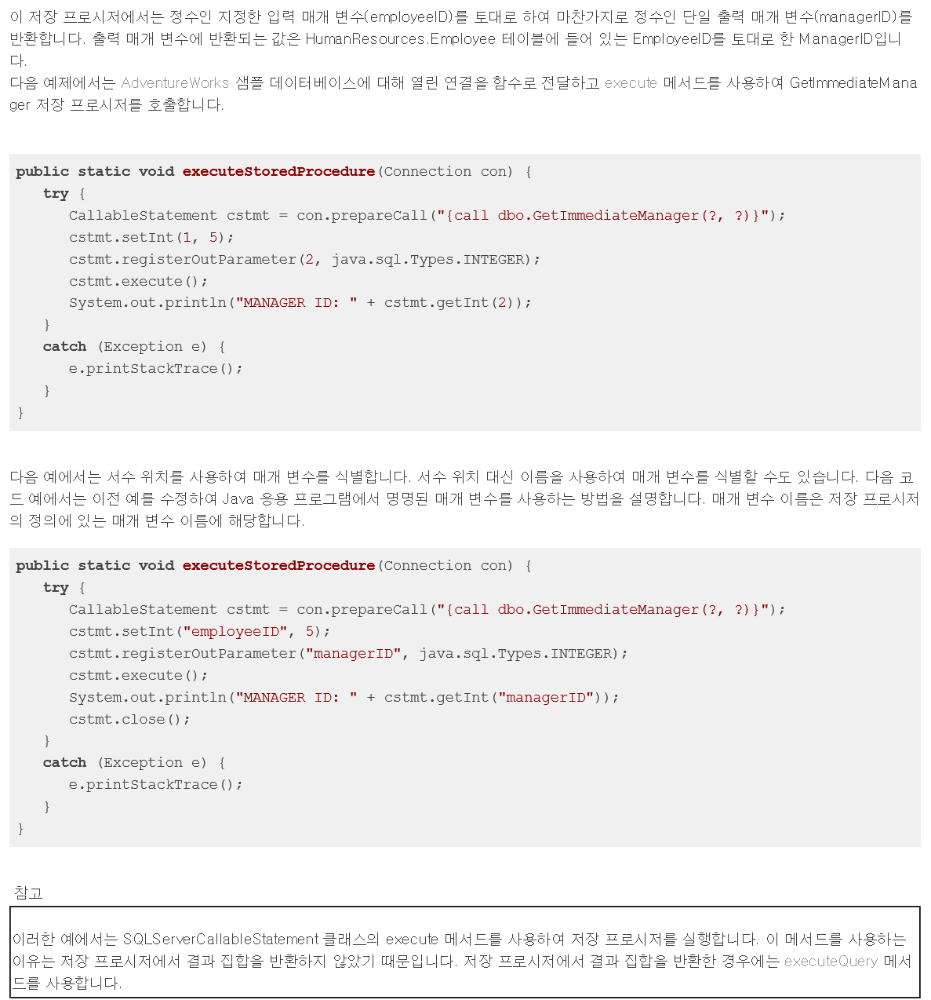 이 저장 프로시저에서는 정수인 지정한 입력 매개 변수(employeeID)를 토대로 하여 마찬가지로 정수인 단일 출력 매개 변수(managerID)를
반환합니다. 출력 매개 변수에 반환되는 값은 HumanResources.Employee 테이블에 들어 있는 EmployeeID를 토대로 한 ManagerID입니
다.
다음 예제에서는 AdventureWorks 샘플 데이터베이스에 대해 열린 연결을 함수로 전달하고 execute 메서드를 사용하여 GetImmediateMana
ger 저장 프로시저를 호출합니다.
public static void executeStoredProcedure(Connection con) {
   try {
      CallableStatement cstmt = con.prepareCall("{call dbo.GetImmediateManager(?, ?)}");
      cstmt.setInt(1, 5);
      cstmt.registerOutParameter(2, java.sql.Types.INTEGER);
      cstmt.execute();
      System.out.println("MANAGER ID: " + cstmt.getInt(2));
   }
   catch (Exception e) {
      e.printStackTrace();
   }
}
다음 예에서는 서수 위치를 사용하여 매개 변수를 식별합니다. 서수 위치 대신 이름을 사용하여 매개 변수를 식별할 수도 있습니다. 다음 코
드 예에서는 이전 예를 수정하여 Java 응용 프로그램에서 명명된 매개 변수를 사용하는 방법을 설명합니다. 매개 변수 이름은 저장 프로시저
의 정의에 있는 매개 변수 이름에 해당합니다.
public static void executeStoredProcedure(Connection con) {
   try {
      CallableStatement cstmt = con.prepareCall("{call dbo.GetImmediateManager(?, ?)}");
      cstmt.setInt("employeeID", 5);
      cstmt.registerOutParameter("managerID", java.sql.Types.INTEGER);
      cstmt.execute();
      System.out.println("MANAGER ID: " + cstmt.getInt("managerID"));
      cstmt.close();
   }
   catch (Exception e) {
      e.printStackTrace();
   }
}
참고
이러한 예에서는 SQLServerCallableStatement 클래스의 execute 메서드를 사용하여 저장 프로시저를 실행합니다. 이 메서드를 사용하는
이유는 저장 프로시저에서 결과 집합을 반환하지 않았기 때문입니다. 저장 프로시저에서 결과 집합을 반환한 경우에는 executeQuery 메서
드를 사용합니다.